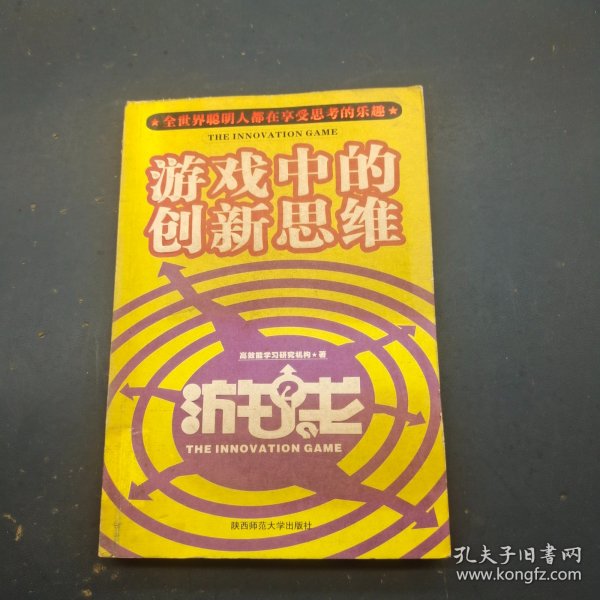 ★全世界聪明人都在享受思考的乐趣★
THE INNOVATION GAME
游戏中的
创新思维
高效能学习研究机构★著
THE INNOVATION GAME
陕西师范大学出版社
孔夫子旧书网
www.kongfz.com